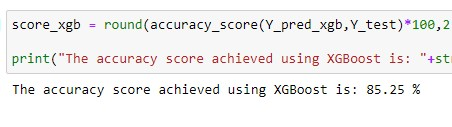 score_xgb = round(accuracy_score(Y_pred_xgb,Y_test)*100,2
print("The accuracy score achieved using XGBoost is: "+str
The accuracy score achieved using XGBoost is: 85.25 %